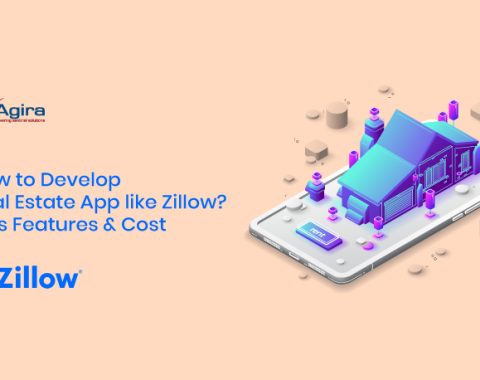 Agira
w to Develop
al Estate App like Zillow?
s Features & Cost
Zillow®
rent